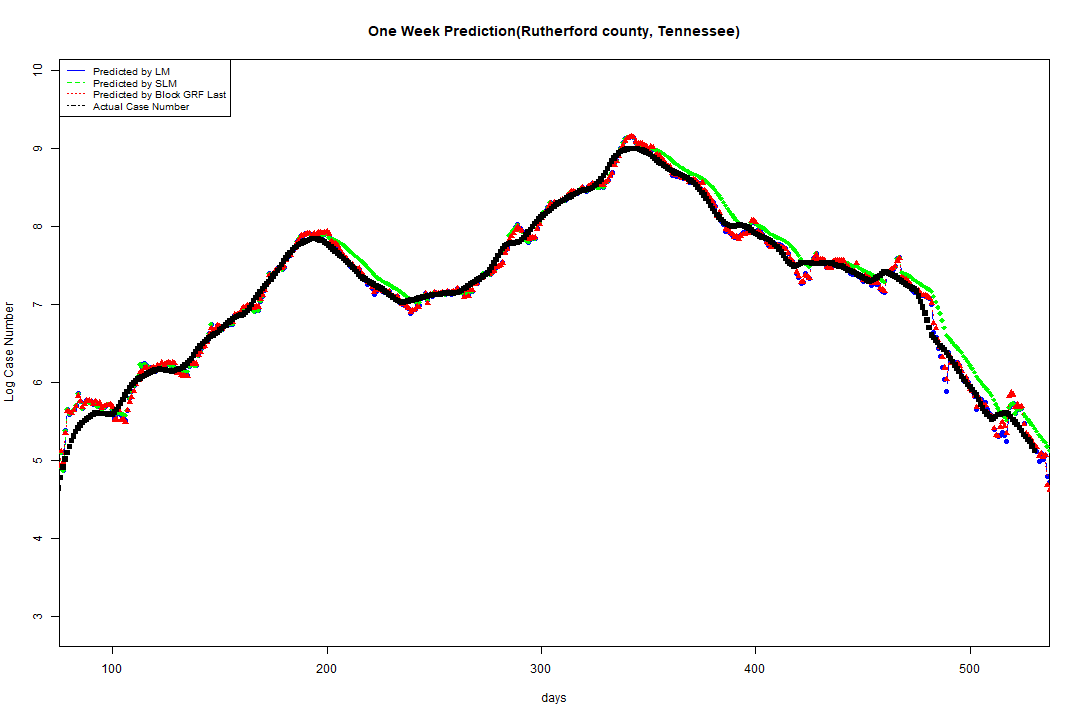 One Week Prediction(Rutherford county, Tennessee)
Predicted by LM
Predicted by SLM
Predicted by Block GRF Last
Actual Case Number
10
9
8
7
6
5
4
3
Log Case Number
100 200 300 400 500
days